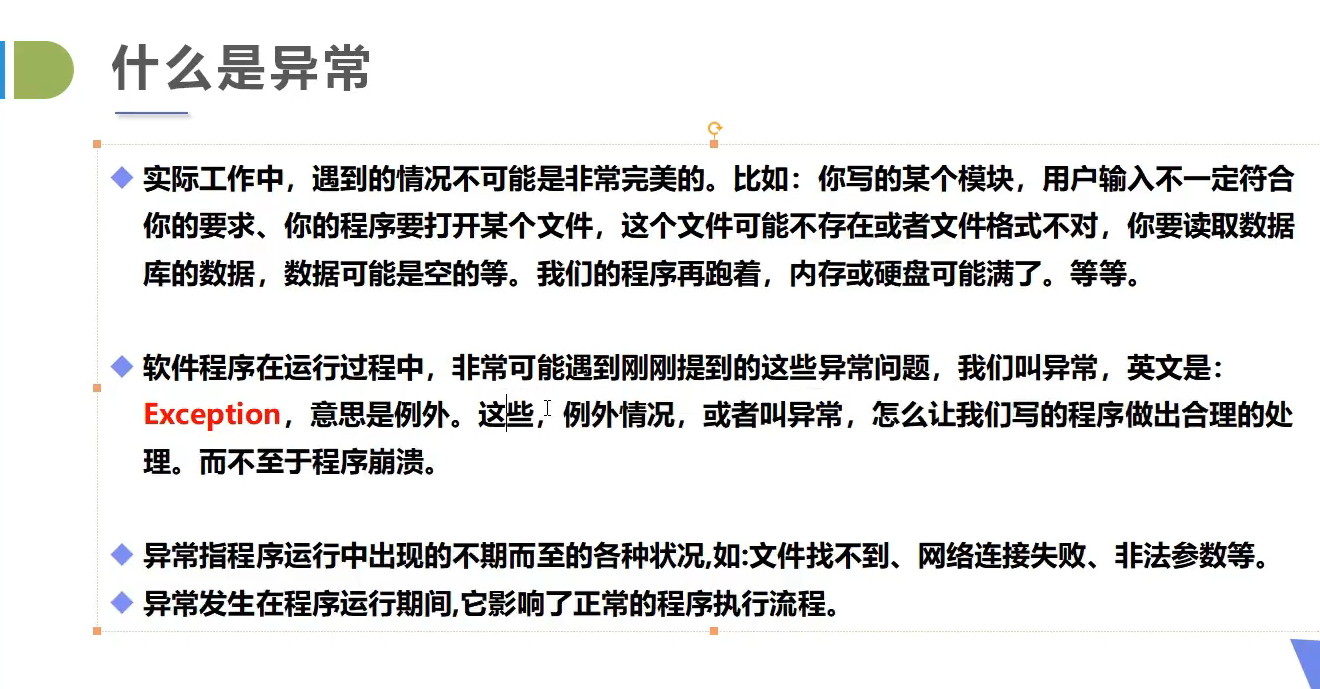 什么是异常
实际工作中，遇到的情况不可能是非常完美的。比如：你写的某个模块，用户输入不一定符合
你的要求、你的程序要打开某个文件，这个文件可能不存在或者文件格式不对，你要读取数据
库的数据，数据可能是空的等。我们的程序再跑着，内存或硬盘可能满了。等等。
软件程序在运行过程中，非常可能遇到刚刚提到的这些异常问题，我们叫异常，英文是：
Exception，意思是例外。这些，例外情况，或者叫异常，怎么让我们写的程序做出合理的处
理。而不至于程序崩溃。
异常指程序运行中出现的不期而至的各种状况,如:文件找不到、网络连接失败、非法参数等。
异常发生在程序运行期间,它影响了正常的程序执行流程。